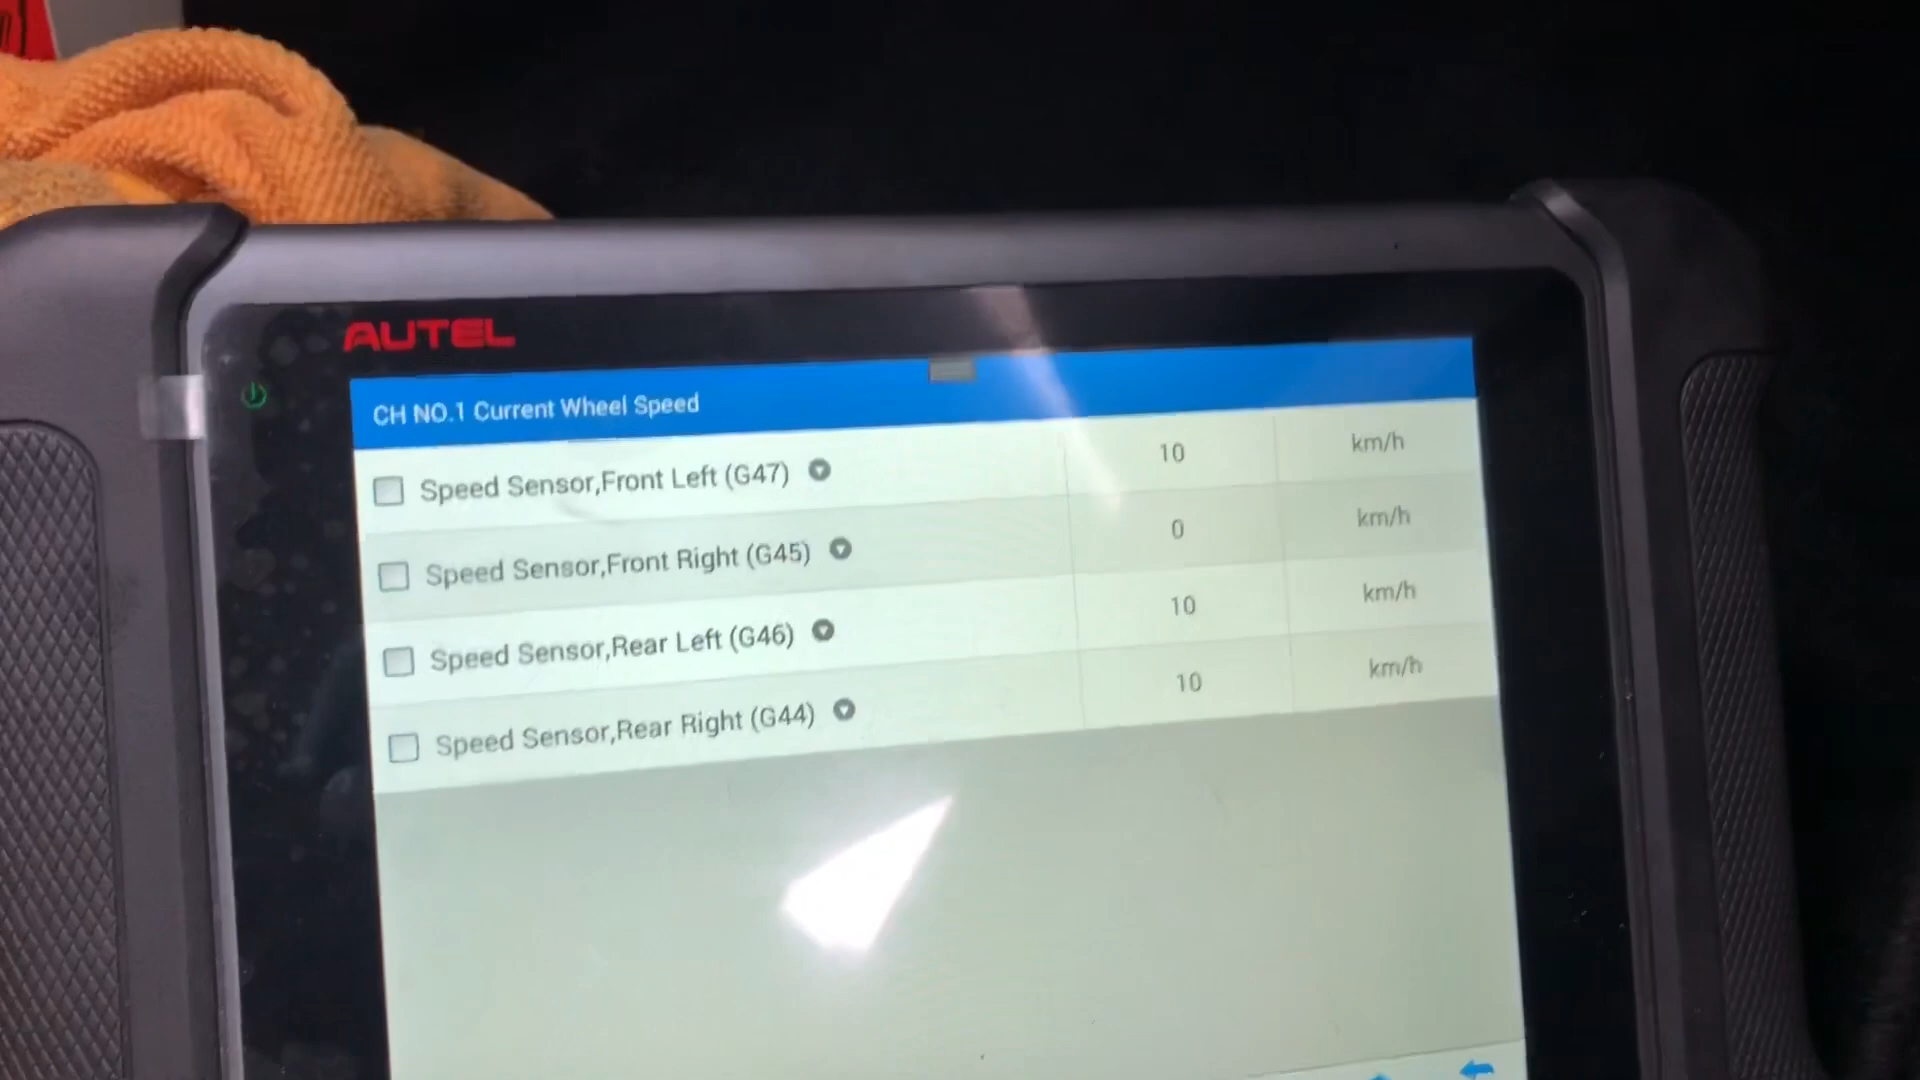 AUTEL
CH NO.1 Current Wheel Speed
Speed Sensor,Front Left (G47) 10 km/h
Speed Sensor,Front Right (G45) 0 km/h
Speed Sensor,Rear Left (G46) 10 km/h
Speed Sensor,Rear Right (G44) 10 km/h